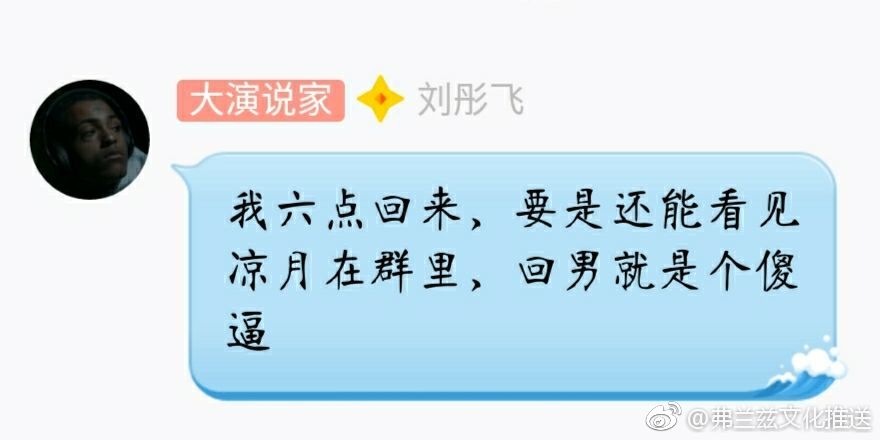 大演说家 刘彤飞
我六点回来，要是还能看见
凉月在群里，回男就是个傻
逼
@弗兰兹文化推送